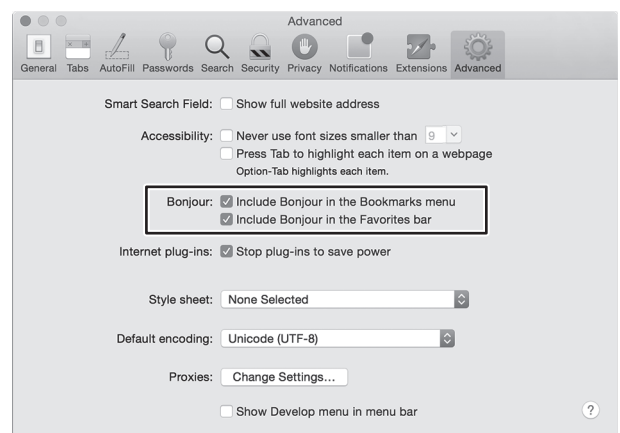 Advanced
General Tabs AutoFill Passwords Search Security Privacy Notifications Extensions Advanced
Smart Search Field: Show full website address
Accessibility: Never use font sizes smaller than 9
Press Tab to highlight each item on a webpage
Option-Tab highlights each item.
Bonjour: Include Bonjour in the Bookmarks menu
Include Bonjour in the Favorites bar
Internet plug-ins: Stop plug-ins to save power
Style sheet: None Selected
Default encoding: Unicode (UTF-8)
Proxies: Change Settings...
Show Develop menu in menu bar
?